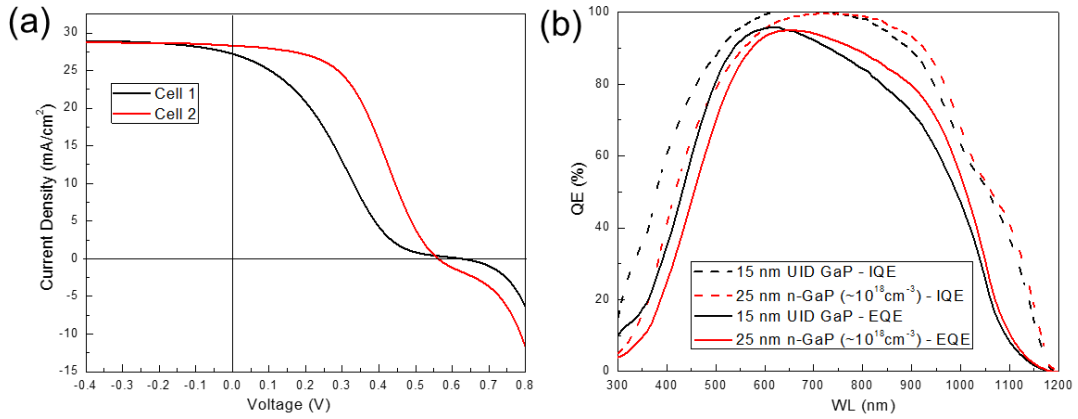 (a)
Current Density (mA/cm²)
30
25
20
15
10
5
0
-5
-10
-15
Cell 1
Cell 2
-0.4 -0.3 -0.2 -0.1 0.0 0.1 0.2 0.3 0.4 0.5 0.6 0.7 0.8
Voltage (V)
(b)
QE (%)
100
80
60
40
20
0
15 nm UID GaP - IQE
25 nm n-GaP (~10¹⁸cm⁻³) - IQE
15 nm UID GaP - EQE
25 nm n-GaP (~10¹⁸cm⁻³) - EQE
300 400 500 600 700 800 900 1000 1100 1200
WL (nm)